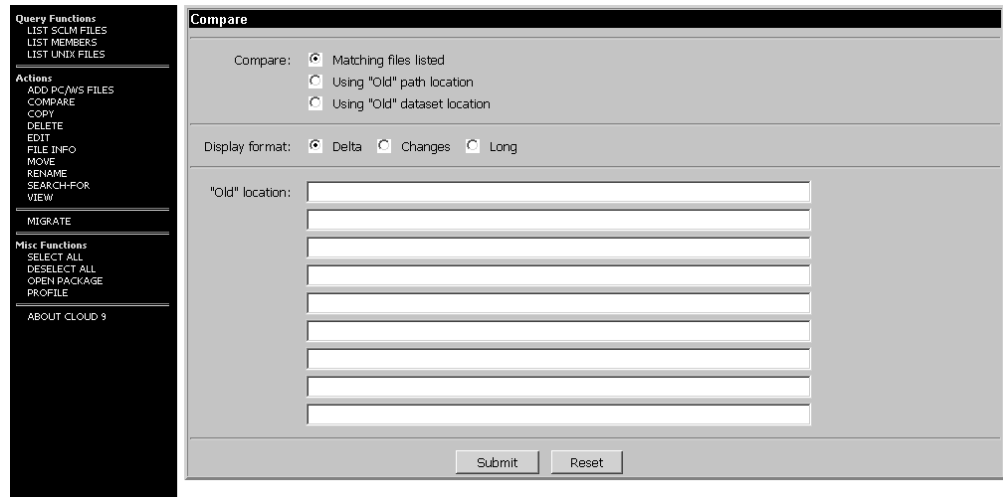 Query Functions
LIST SCLM FILES
LIST MEMBERS
LIST UNIX FILES
Actions
ADD PC/WS FILES
COMPARE
COPY
DELETE
EDIT
FILE INFO
MOVE
RENAME
SEARCH-FOR
VIEW
MIGRATE
Misc Functions
SELECT ALL
DESELECT ALL
OPEN PACKAGE
PROFILE
ABOUT CLOUD 9
Compare
Compare: Matching files listed
Using "Old" path location
Using "Old" dataset location
Display format: Delta Changes Long
"Old" location:
Submit Reset